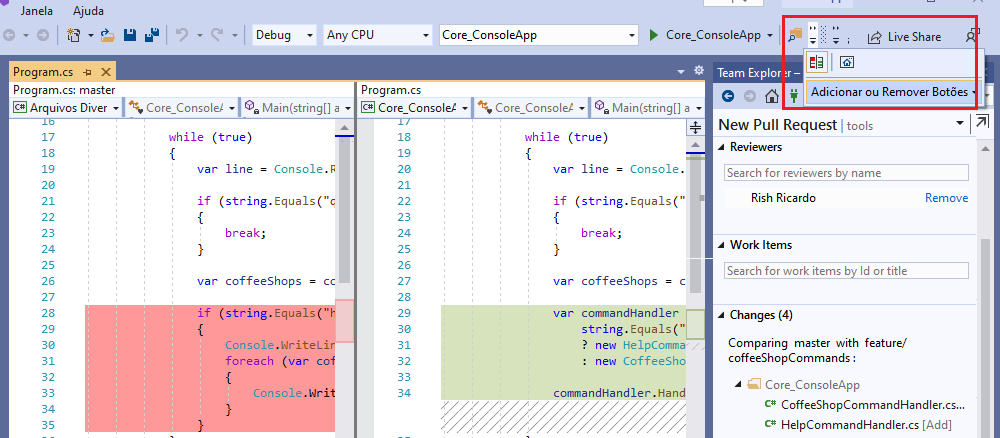 Janela Ajuda
Debug Any CPU Core_ConsoleApp Core_ConsoleApp Live Share
Adicionar ou Remover Botões
Program.cs
Program.cs: master
Arquivos Diver Core_ConsoleA Main(string[] a
16
17 while (true)
18 {
19 var line = Console.R
20
21 if (string.Equals("q
22 {
23 break;
24 }
25
26 var coffeeShops = co
27
28 if (string.Equals("h
29 {
30 Console.WriteLin
31 foreach (var cof
32 {
33 Console.Writ
34 }
35 }
Program.cs
Core_ConsoleA Core_ConsoleA Main(string[] a
17
18 while (true)
19 {
20 var line = Console.
21
22 if (string.Equals("
23 {
24 break;
25 }
26
27 var coffeeShops = c
28
29 var commandHandler
30 string.Equals("
31 ? new HelpComma
32 : new CoffeeSho
33
34 commandHandler.Hand
Team Explorer –
New Pull Request | tools
Reviewers
Search for reviewers by name
Rish Ricardo Remove
Work Items
Search for work items by Id or title
Changes (4)
Comparing master with feature/
coffeeShopCommands :
Core_ConsoleApp
C# CoffeeShopCommandHandler.cs...
C# HelpCommandHandler.cs [Add]